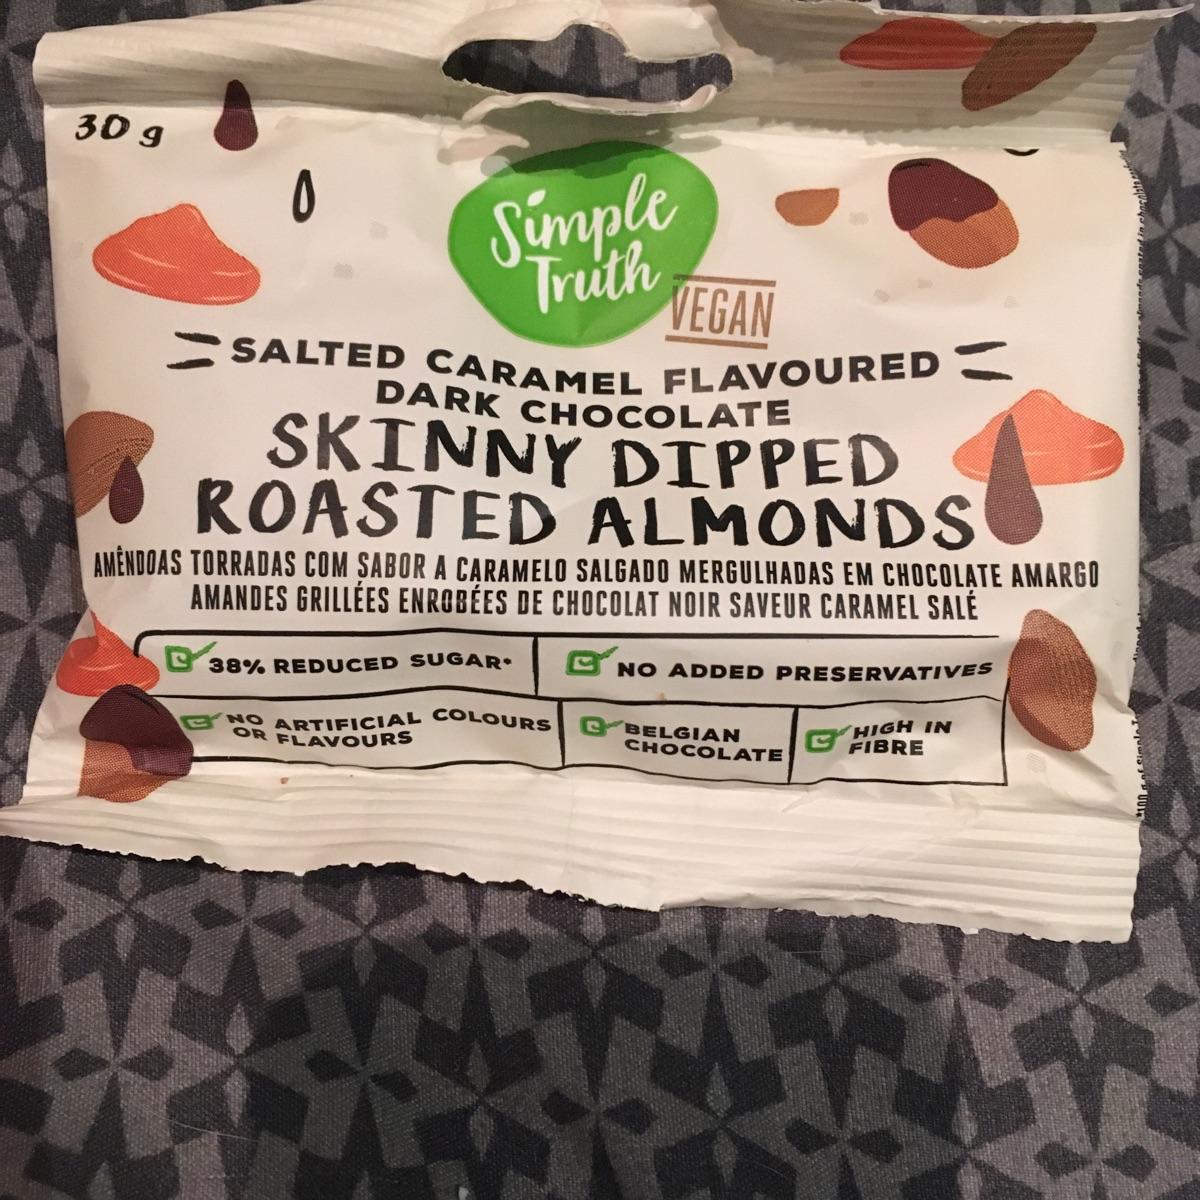 30 g
Simple
Truth
VEGAN
SALTED CARAMEL FLAVOURED
DARK CHOCOLATE
SKINNY DIPPED
ROASTED ALMONDS
AMÊNDOAS TORRADAS COM SABOR A CARAMELO SALGADO MERGULHADAS EM CHOCOLATE AMARGO
AMANDES GRILLÉES ENROBÉES DE CHOCOLAT NOIR SAVEUR CARAMEL SALÉ
38% REDUCED SUGAR*
NO ADDED PRESERVATIVES
NO ARTIFICIAL COLOURS
OR FLAVOURS
BELGIAN
CHOCOLATE
HIGH IN
FIBRE